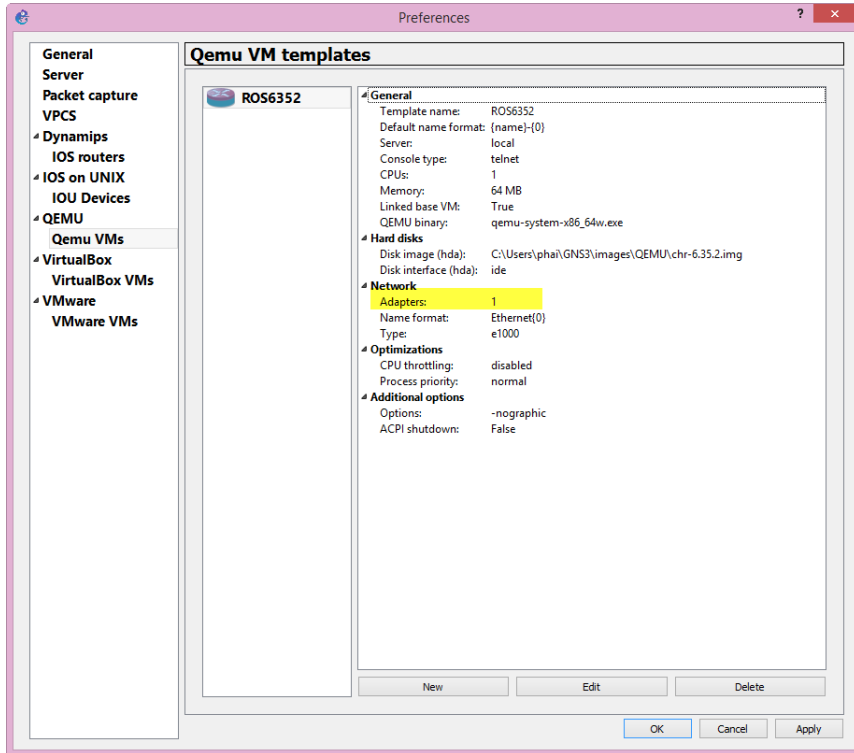 Preferences
?
General
Server
Packet capture
VPCS
Dynamips
IOS routers
IOS on UNIX
IOU Devices
QEMU
Qemu VMs
VirtualBox
VirtualBox VMs
VMware
VMware VMs
Qemu VM templates
ROS6352
General
Template name: ROS6352
Default name format: {name}-{0}
Server: local
Console type: telnet
CPUs: 1
Memory: 64 MB
Linked base VM: True
QEMU binary: qemu-system-x86_64w.exe
Hard disks
Disk image (hda): C:\Users\phai\GNS3\images\QEMU\chr-6.35.2.img
Disk interface (hda): ide
Network
Adapters: 1
Name format: Ethernet{0}
Type: e1000
Optimizations
CPU throttling: disabled
Process priority: normal
Additional options
Options: -nographic
ACPI shutdown: False
New Edit Delete
OK Cancel Apply